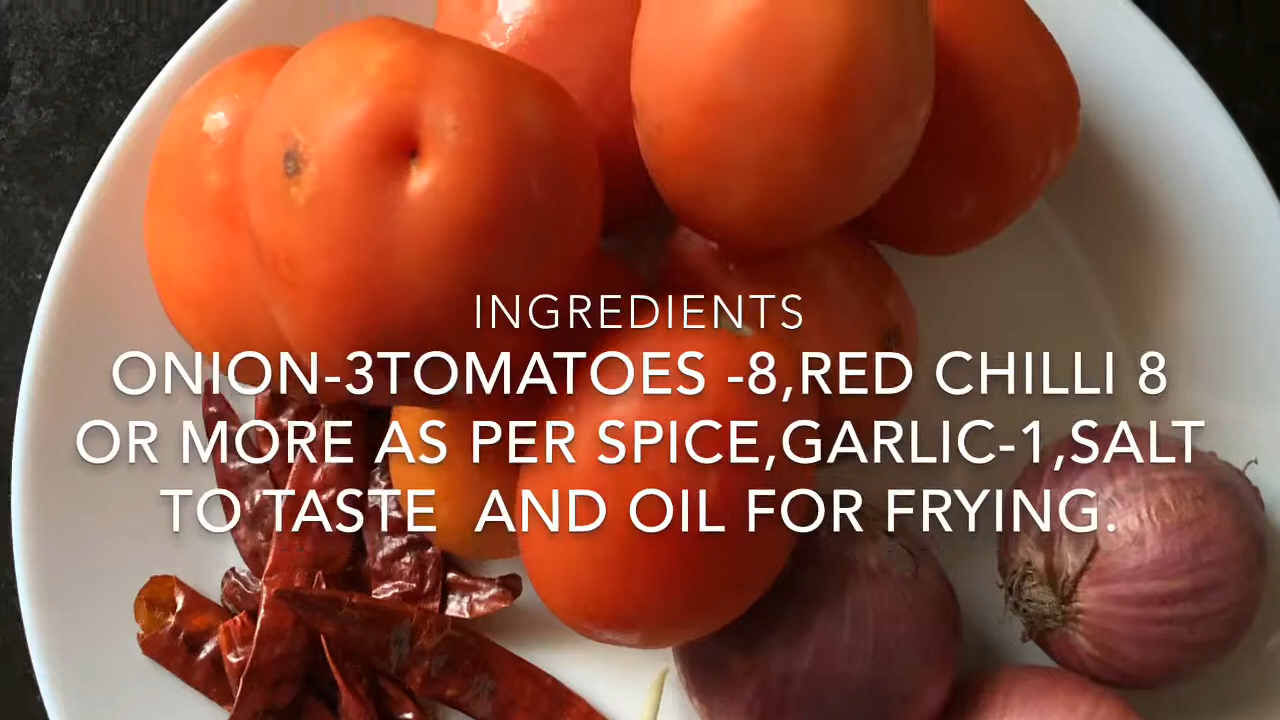 INGREDIENTS
ONION-3TOMATOES -8,RED CHILLI 8
OR MORE AS PER SPICE,GARLIC-1,SALT
TO TASTE  AND OIL FOR FRYING.